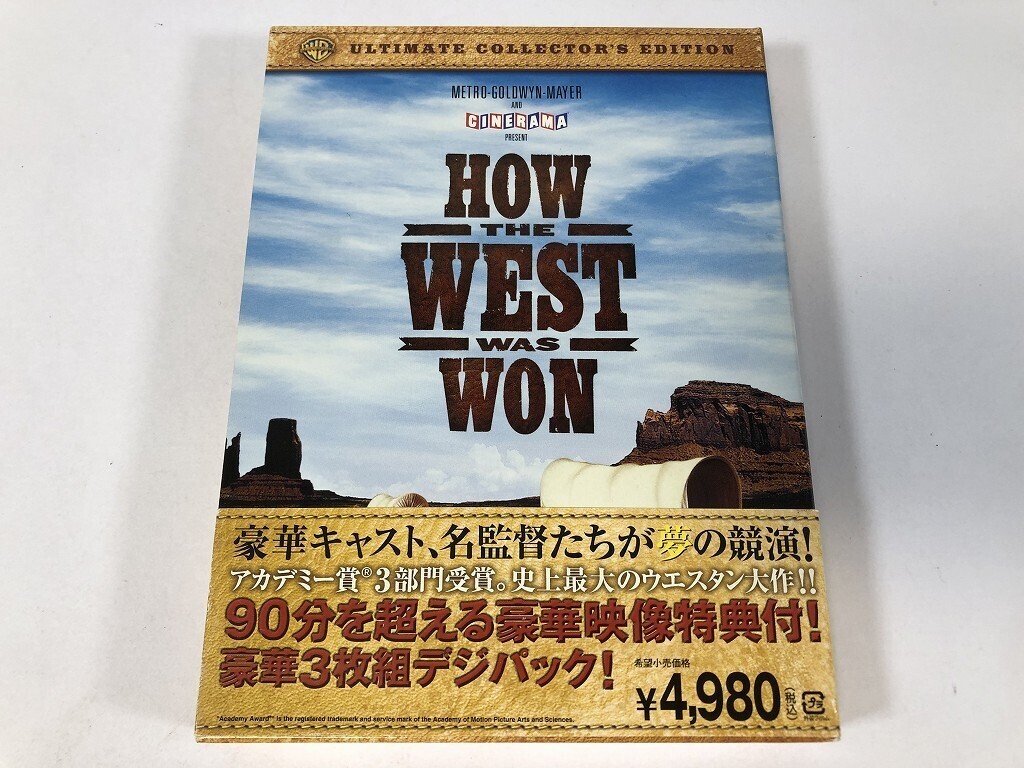 WB ULTIMATE COLLECTOR'S EDITION
METRO-GOLDWYN-MAYER
AND
CINERAMA
PRESENT
HOW
THE
WEST
WAS
WON
豪華キャスト、名監督たちが夢の競演!
アカデミー賞®3部門受賞。史上最大のウエスタン大作!!
90分を超える豪華映像特典付!
豪華3枚組デジパック!
希望小売価格
¥4,980(税込)
プラ
"Academy Award®" is the registered trademark and service mark of the Academy of Motion Picture Arts and Sciences.